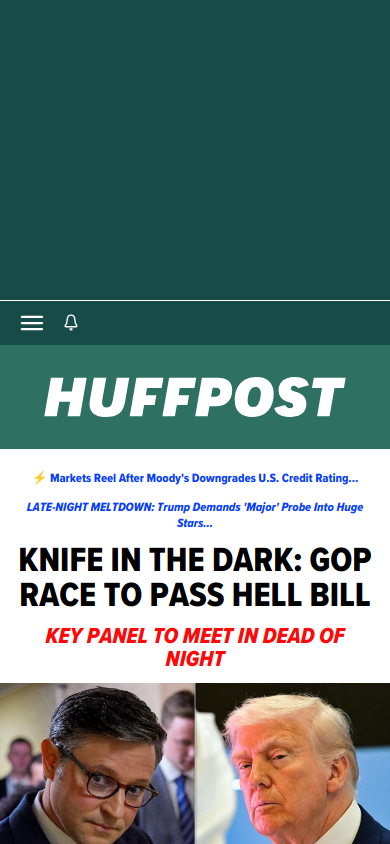 HUFFPOST
⚡ Markets Reel After Moody's Downgrades U.S. Credit Rating...
LATE-NIGHT MELTDOWN: Trump Demands 'Major' Probe Into Huge
Stars...
KNIFE IN THE DARK: GOP
RACE TO PASS HELL BILL
KEY PANEL TO MEET IN DEAD OF
NIGHT